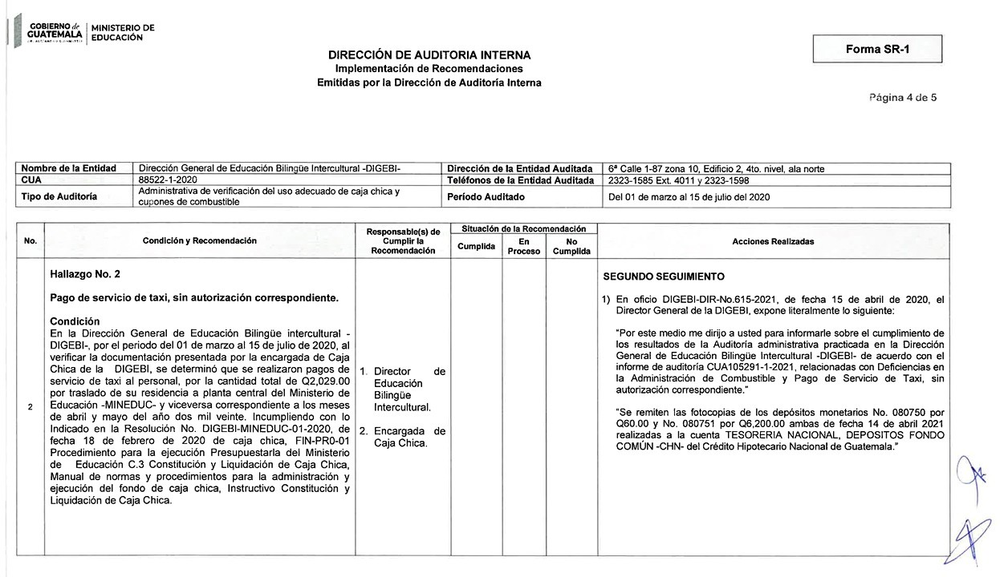 GOBIERNO de
GUATEMALA
MINISTERIO DE
EDUCACIÓN
DIRECCIÓN DE AUDITORIA INTERNA
Implementación de Recomendaciones
Emitidas por la Dirección de Auditoría Interna
Forma SR-1
Página 4 de 5
Nombre de la Entidad
Dirección General de Educación Bilingüe Intercultural -DIGEBI-
Dirección de la Entidad Auditada
6ª Calle 1-87 zona 10, Edificio 2, 4to. nivel, ala norte
CUA
88522-1-2020
Teléfonos de la Entidad Auditada
2323-1585 Ext. 4011 y 2323-1598
Tipo de Auditoría
Administrativa de verificación del uso adecuado de caja chica y
cupones de combustible
Período Auditado
Del 01 de marzo al 15 de julio del 2020
No.
Condición y Recomendación
Responsable(s) de
Cumplir la
Recomendación
Situación de la Recomendación
Cumplida
En
Proceso
No
Cumplida
Acciones Realizadas
2
Hallazgo No. 2
Pago de servicio de taxi, sin autorización correspondiente.
Condición
En la Dirección General de Educación Bilingüe intercultural -
DIGEBI-, por el periodo del 01 de marzo al 15 de julio de 2020, al
verificar la documentación presentada por la encargada de Caja
Chica de la DIGEBI, se determinó que se realizaron pagos de
servicio de taxi al personal, por la cantidad total de Q2,029.00
por traslado de su residencia a planta central del Ministerio de
Educación -MINEDUC- y viceversa correspondiente a los meses
de abril y mayo del año dos mil veinte. Incumpliendo con lo
Indicado en la Resolución No. DIGEBI-MINEDUC-01-2020, de
fecha 18 de febrero de 2020 de caja chica, FIN-PR0-01
Procedimiento para la ejecución Presupuestarla del Ministerio
de Educación C.3 Constitución y Liquidación de Caja Chica,
Manual de normas y procedimientos para la administración y
ejecución del fondo de caja chica, Instructivo Constitución y
Liquidación de Caja Chica.
1. Director de
Educación
Bilingüe
Intercultural.
2. Encargada de
Caja Chica.
SEGUNDO SEGUIMIENTO
1) En oficio DIGEBI-DIR-No.615-2021, de fecha 15 de abril de 2020, el
Director General de la DIGEBI, expone literalmente lo siguiente:
"Por este medio me dirijo a usted para informarle sobre el cumplimiento de
los resultados de la Auditoría administrativa practicada en la Dirección
General de Educación Bilingüe Intercultural -DIGEBI- de acuerdo con el
informe de auditoría CUA105291-1-2021, relacionadas con Deficiencias en
la Administración de Combustible y Pago de Servicio de Taxi, sin
autorización correspondiente."
"Se remiten las fotocopias de los depósitos monetarios No. 080750 por
Q60.00 y No. 080751 por Q6,200.00 ambas de fecha 14 de abril 2021
realizadas a la cuenta TESORERIA NACIONAL, DEPOSITOS FONDO
COMÚN -CHN- del Crédito Hipotecario Nacional de Guatemala."